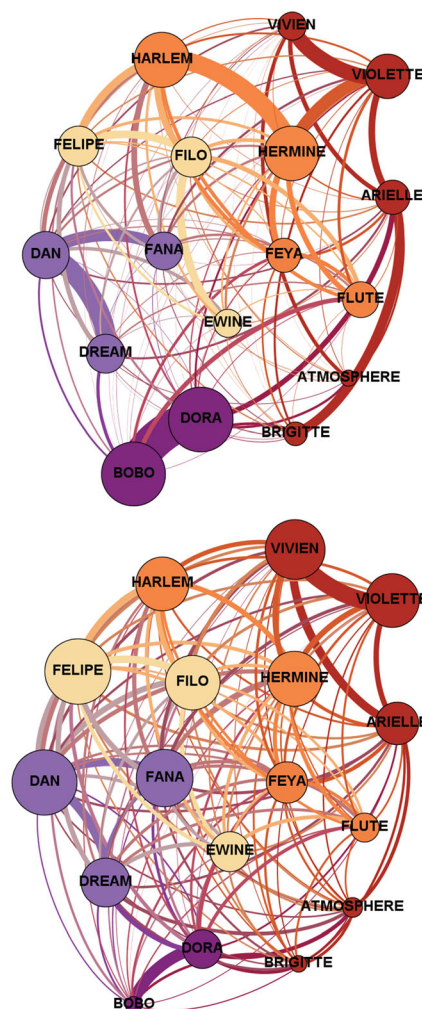 VIVIEN
HARLEM
VIOLETTE
FELIPE
FILO
HERMINE
ARIELLE
DAN
FANA
FEYA
FLUTE
EWINE
DREAM
ATMOSPHERE
DORA
BRIGITTE
BOBO
VIVIEN
HARLEM
VIOLETTE
FELIPE
FILO
HERMINE
ARIELLE
DAN
FANA
FEYA
FLUTE
EWINE
DREAM
ATMOSPHERE
DORA
BRIGITTE
BOBO